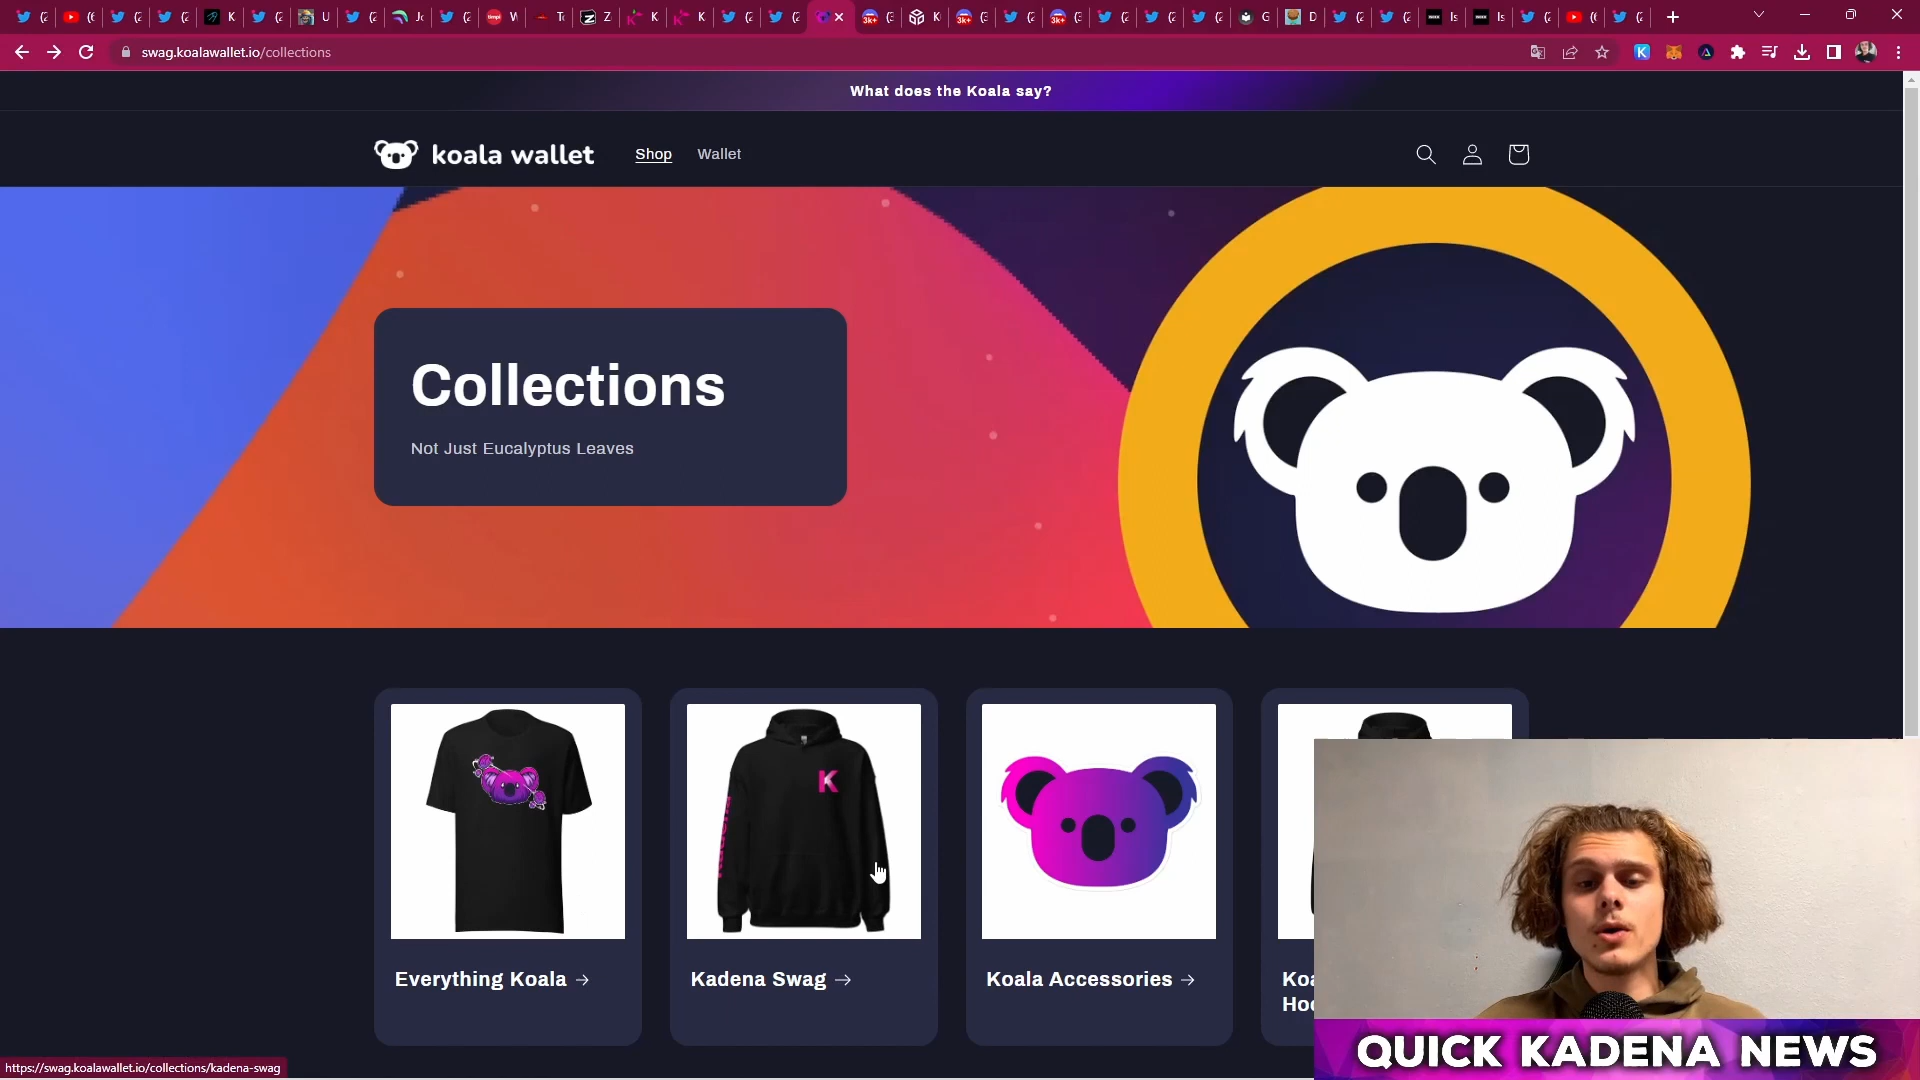 swag.koalawallet.io/collections
What does the Koala say?
koala wallet
Shop
Wallet
Collections
Not Just Eucalyptus Leaves
K
Everything Koala →
Kadena Swag →
Koala Accessories →
https://swag.koalawallet.io/collections/kadena-swag
QUICK KADENA NEWS